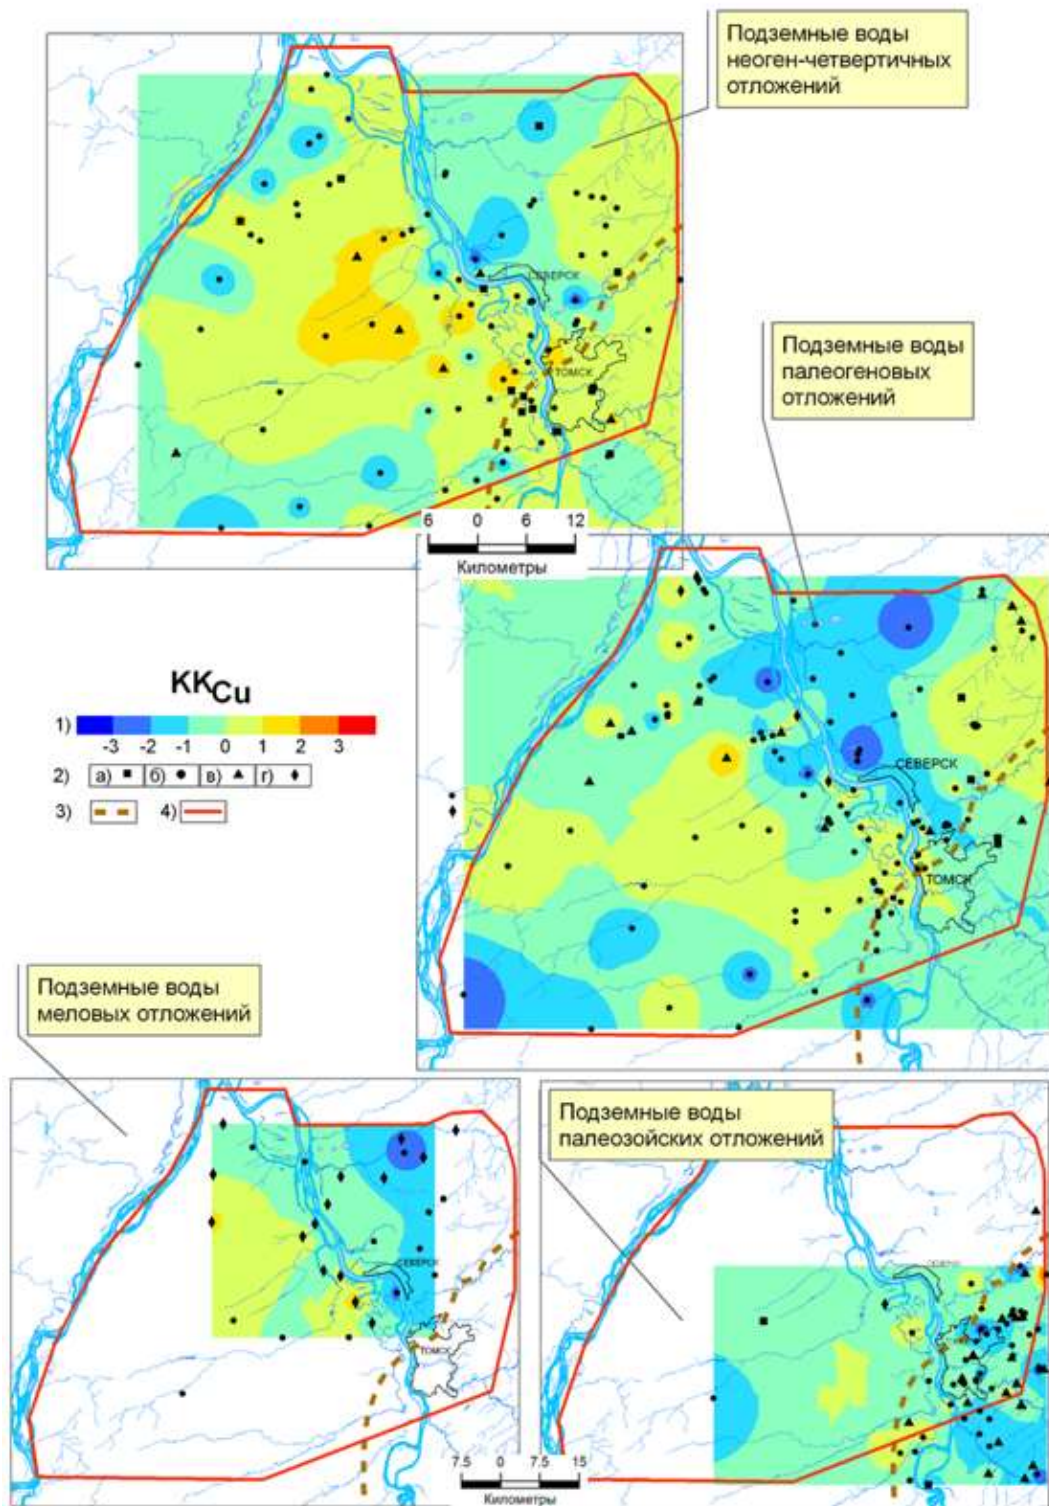 Подземные воды
неоген-четвертичных
отложений
СЕВЕРСК
ТОМСК
6 0 6 12
Километры
Подземные воды
палеогеновых
отложений
СЕВЕРСК
ТОМСК
KKCu
1)
-3 -2 -1 0 1 2 3
2) а) б) в) г)
3) 4)
Подземные воды
меловых отложений
СЕВЕРСК
ТОМСК
7.5 0 7.5 15
Километры
Подземные воды
палеозойских отложений